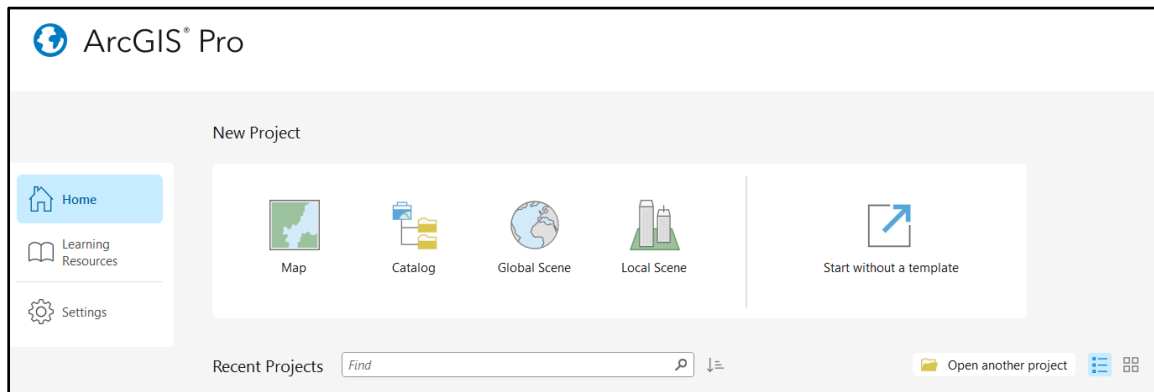 ArcGIS® Pro
New Project
Home
Learning
Resources
Settings
Map
Catalog
Global Scene
Local Scene
Start without a template
Recent Projects
Find
Open another project